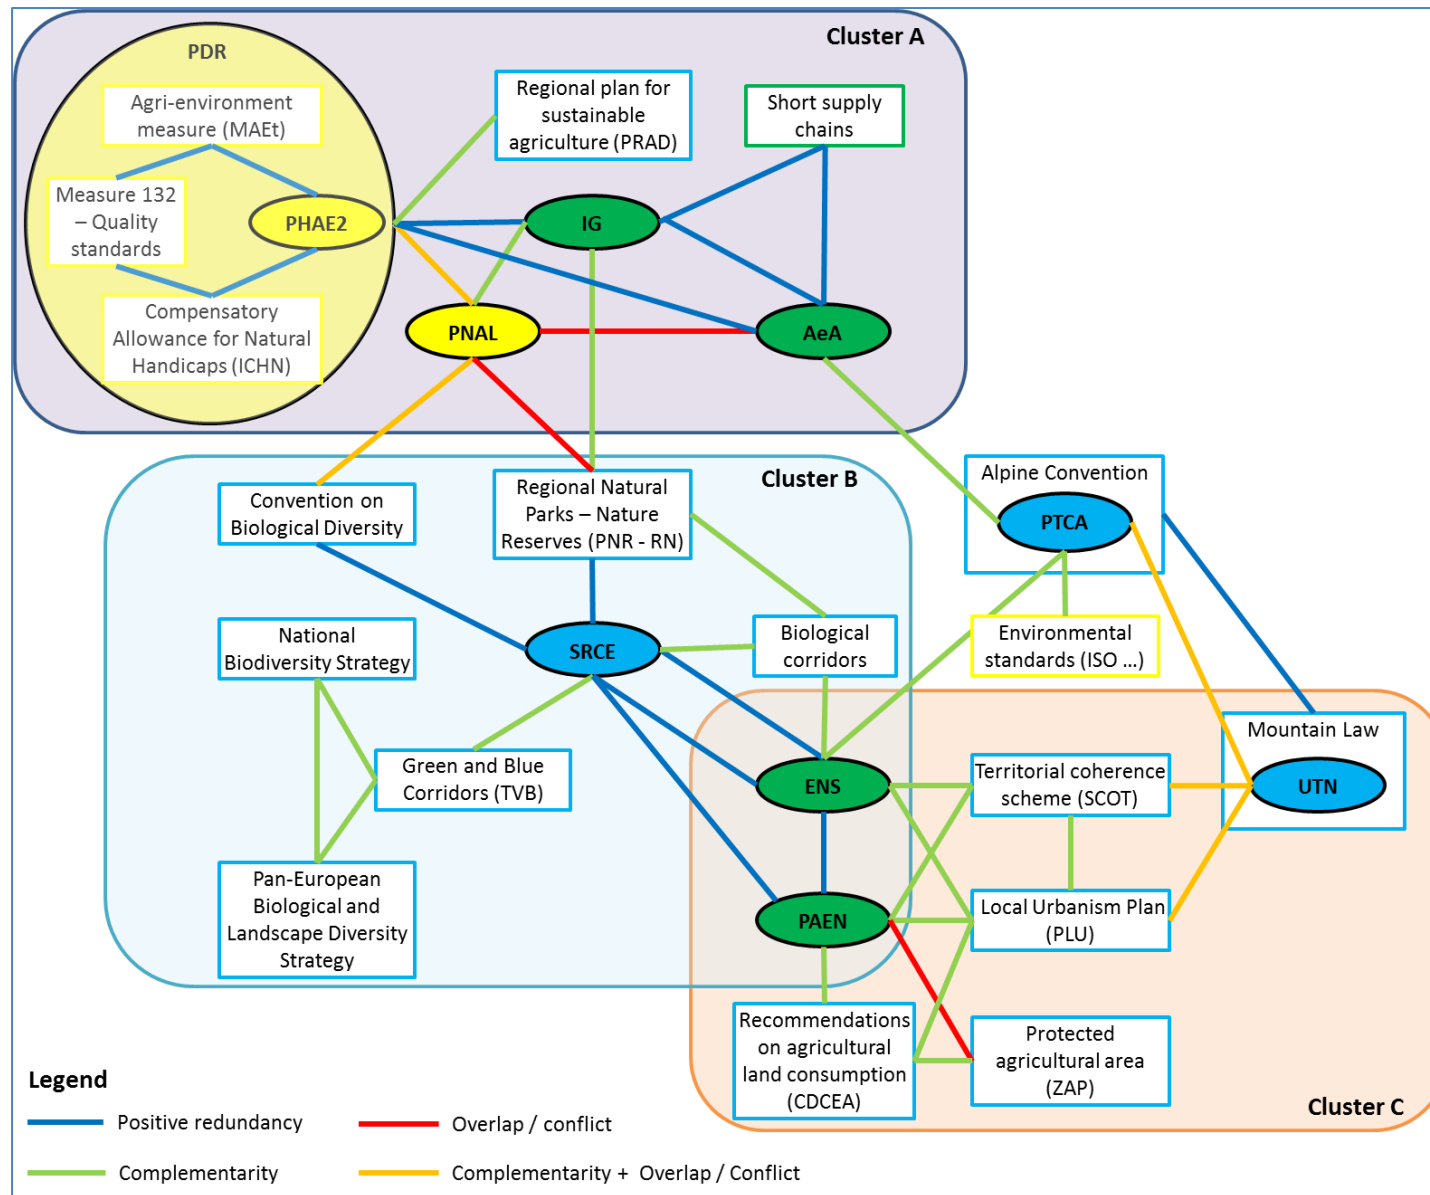 Cluster A
PDR
Agri-environment
measure (MAEt)
Measure 132
– Quality
standards
PHAE2
Compensatory
Allowance for Natural
Handicaps (ICHN)
Regional plan for
sustainable
agriculture (PRAD)
Short supply
chains
IG
PNAL
AeA
Cluster B
Convention on
Biological Diversity
Regional Natural
Parks – Nature
Reserves (PNR - RN)
Alpine Convention
PTCA
National
Biodiversity Strategy
SRCE
Biological
corridors
Environmental
standards (ISO ...)
Green and Blue
Corridors (TVB)
Mountain Law
UTN
ENS
Territorial coherence
scheme (SCOT)
Pan-European
Biological and
Landscape Diversity
Strategy
PAEN
Local Urbanism Plan
(PLU)
Recommendations
on agricultural
land consumption
(CDCEA)
Protected
agricultural area
(ZAP)
Cluster C
Legend
Positive redundancy
Overlap / conflict
Complementarity
Complementarity + Overlap / Conflict